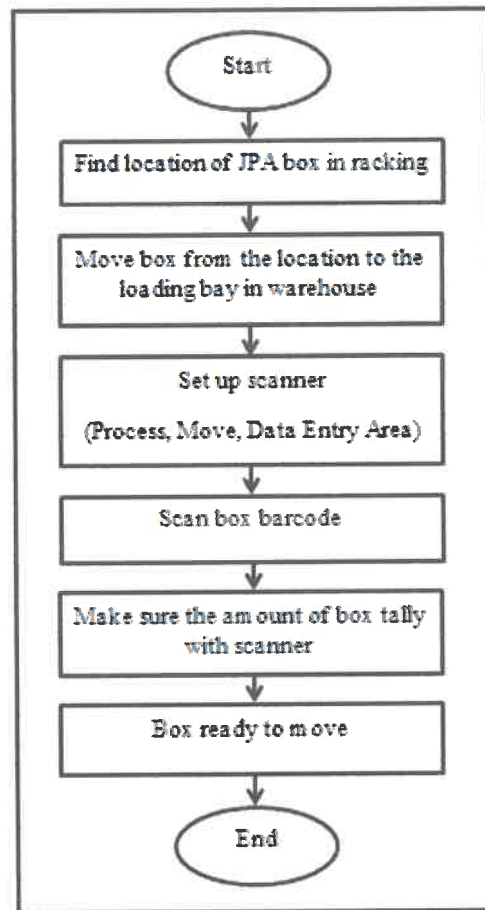 Start
Find location of JPA box in racking
Move box from the location to the
loading bay in warehouse
Set up scanner
(Process, Move, Data Entry Area)
Scan box barcode
Make sure the amount of box tally
with scanner
Box ready to move
End